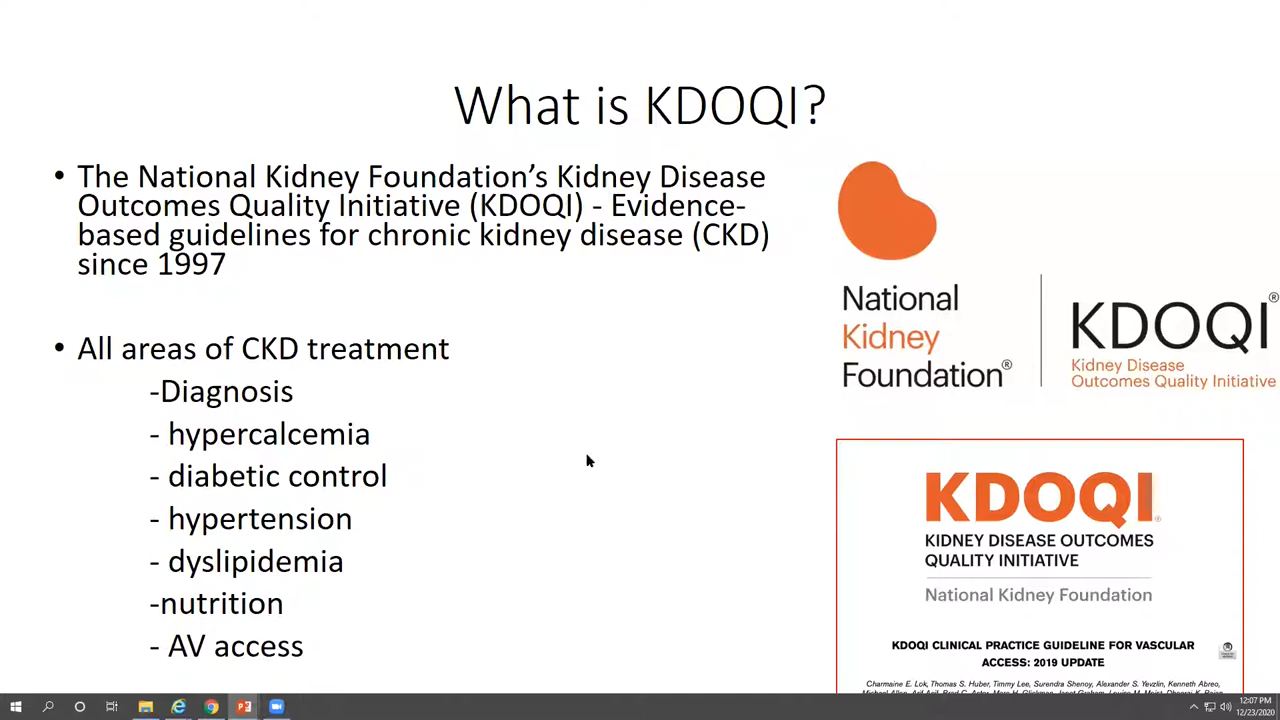 What is KDOQI?
• The National Kidney Foundation’s Kidney Disease
Outcomes Quality Initiative (KDOQI) - Evidence-
based guidelines for chronic kidney disease (CKD)
since 1997
• All areas of CKD treatment
-Diagnosis
- hypercalcemia
- diabetic control
- hypertension
- dyslipidemia
-nutrition
- AV access
National
Kidney
Foundation®
KDOQI®
Kidney Disease
Outcomes Quality Initiative
KDOQI®
KIDNEY DISEASE OUTCOMES
QUALITY INITIATIVE
National Kidney Foundation
KDOQI CLINICAL PRACTICE GUIDELINE FOR VASCULAR
ACCESS: 2019 UPDATE
Charmaine E. Lok, Thomas S. Huber, Timmy Lee, Surendra Shenoy, Alexander S. Yevzlin, Kenneth Abreo,
12:07 PM
12/23/2020